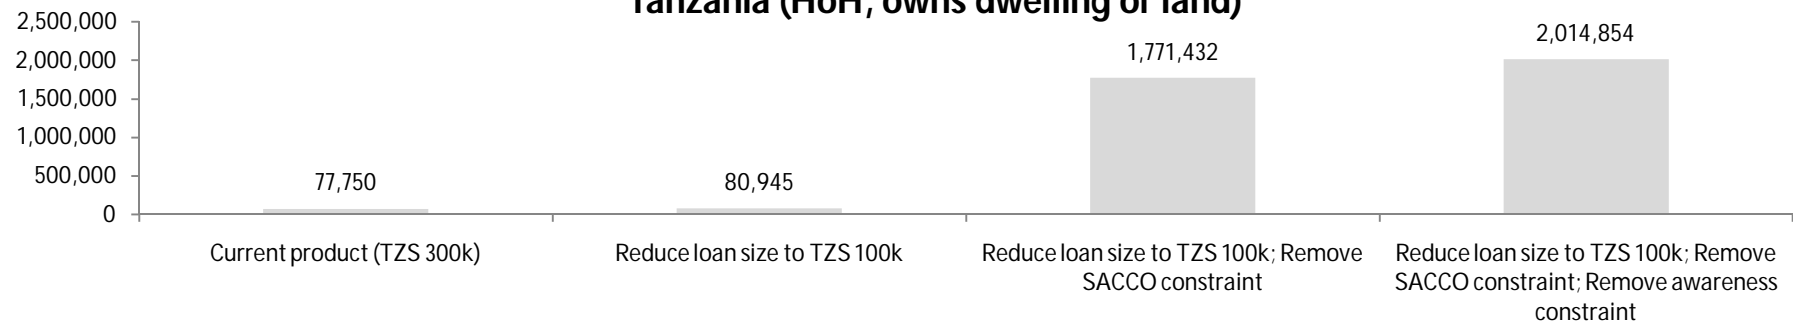 Tanzania (HoH, owns dwelling or land)
2,500,000
2,000,000
1,500,000
1,000,000
500,000
0
77,750
80,945
1,771,432
2,014,854
Current product (TZS 300k)
Reduce loan size to TZS 100k
Reduce loan size to TZS 100k; Remove
SACCO constraint
Reduce loan size to TZS 100k; Remove
SACCO constraint; Remove awareness
constraint